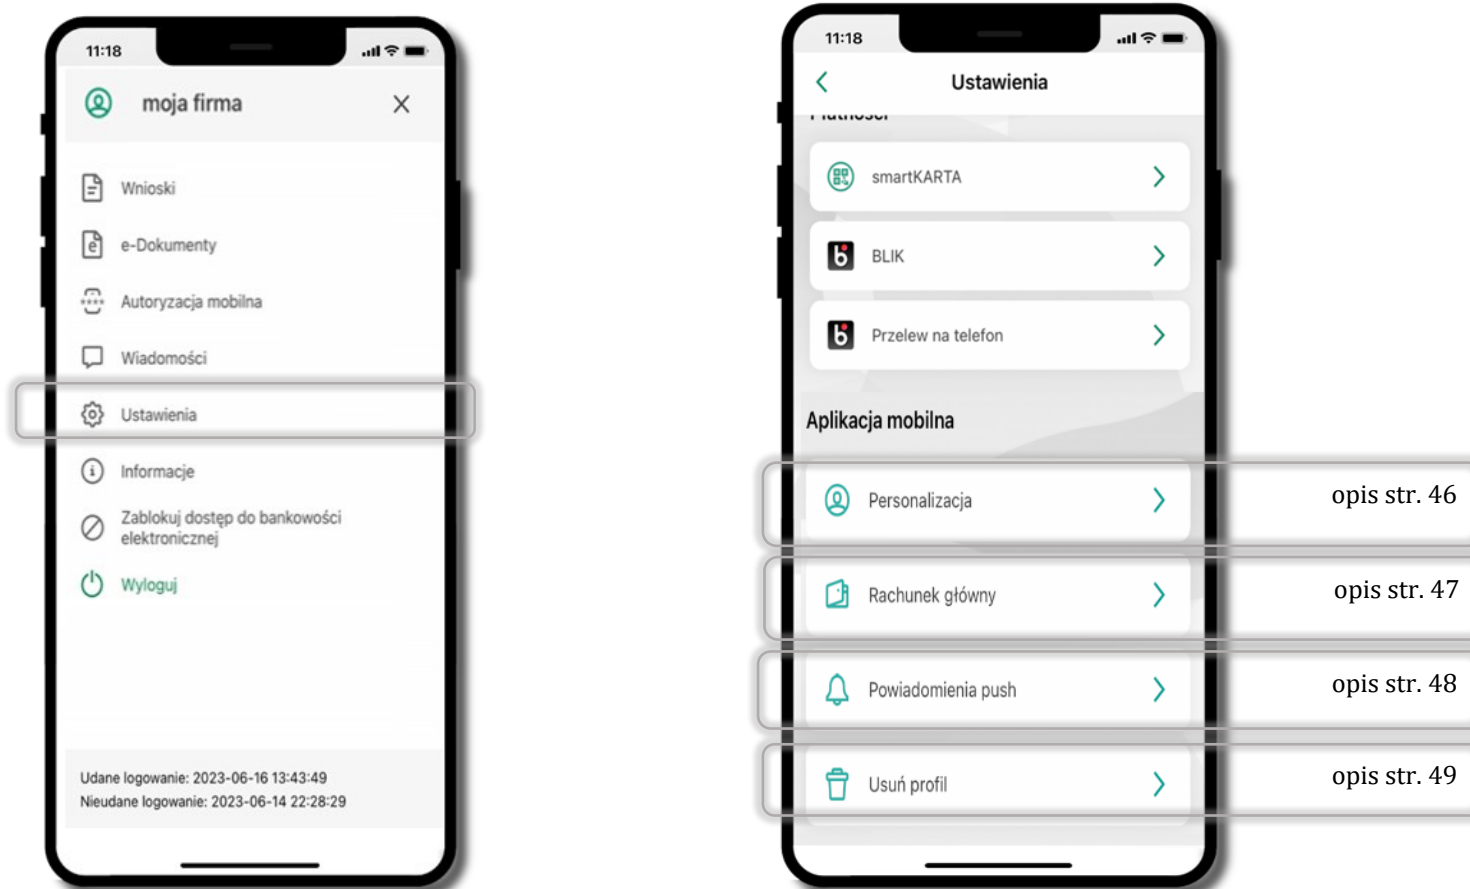 11:18
moja firma
Wnioski
e-Dokumenty
Autoryzacja mobilna
Wiadomości
Ustawienia
Informacje
Zablokuj dostęp do bankowości
elektronicznej
Wyloguj
Udane logowanie: 2023-06-16 13:43:49
Nieudane logowanie: 2023-06-14 22:28:29
11:18
Ustawienia
smartKARTA
BLIK
Przelew na telefon
Aplikacja mobilna
Personalizacja
opis str. 46
Rachunek główny
opis str. 47
Powiadomienia push
opis str. 48
Usuń profil
opis str. 49